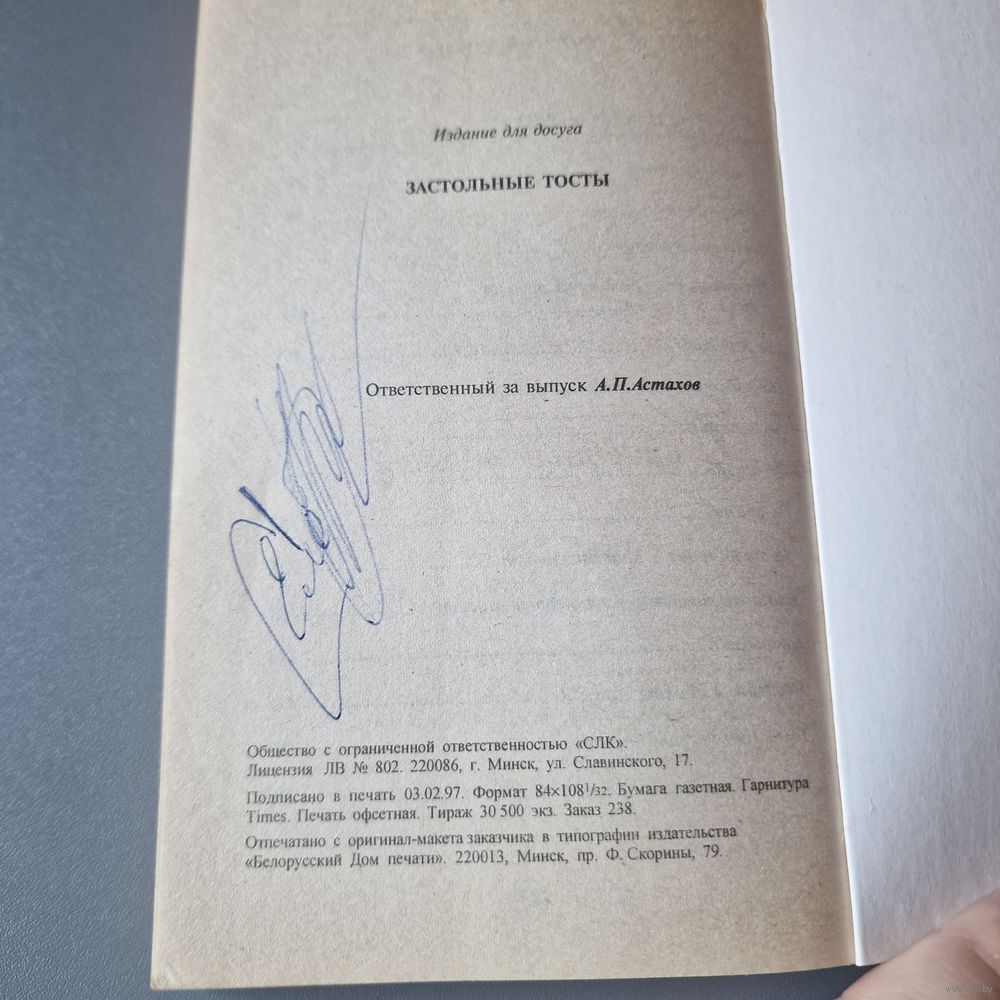 Издание для досуга
ЗАСТОЛЬНЫЕ ТОСТЫ
Ответственный за выпуск А.П.Астахов
Общество с ограниченной ответственностью «СЛК».
Лицензия ЛВ № 802. 220086, г. Минск, ул. Славинского, 17.
Подписано в печать 03.02.97. Формат 84×108¹/₃₂. Бумага газетная. Гарнитура
Times. Печать офсетная. Тираж 30 500 экз. Заказ 238.
Отпечатано с оригинал-макета заказчика в типографии издательства
«Белорусский Дом печати». 220013, Минск, пр. Ф. Скорины, 79.